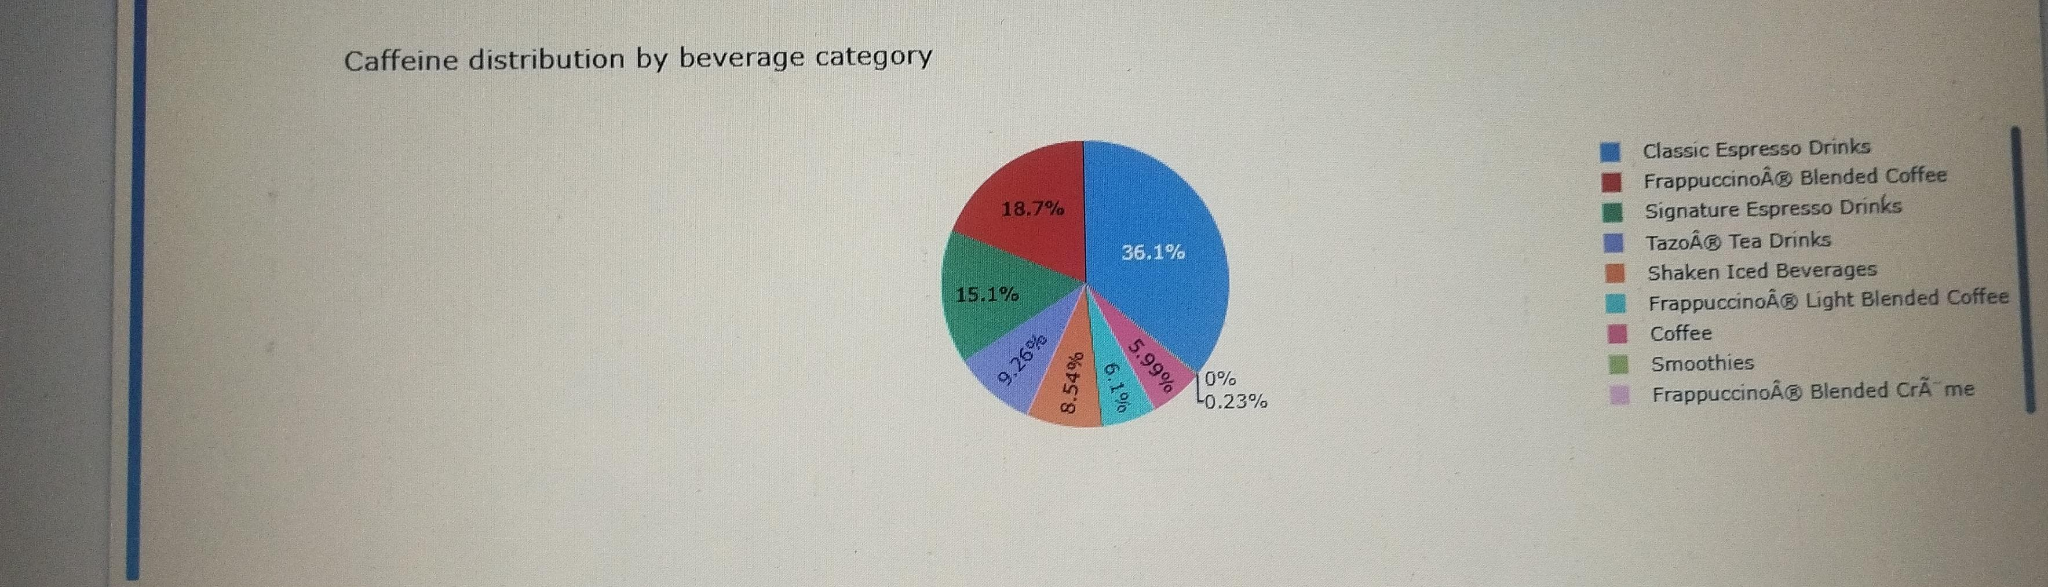 Caffeine distribution by beverage category
18.7%
36.1%
15.1%
9.26%
8.54%
6.1%
5.99%
0%
0.23%
Classic Espresso Drinks
FrappuccinoÂ® Blended Coffee
Signature Espresso Drinks
TazoÂ® Tea Drinks
Shaken Iced Beverages
FrappuccinoÂ® Light Blended Coffee
Coffee
Smoothies
FrappuccinoÂ® Blended CrÃ¨me